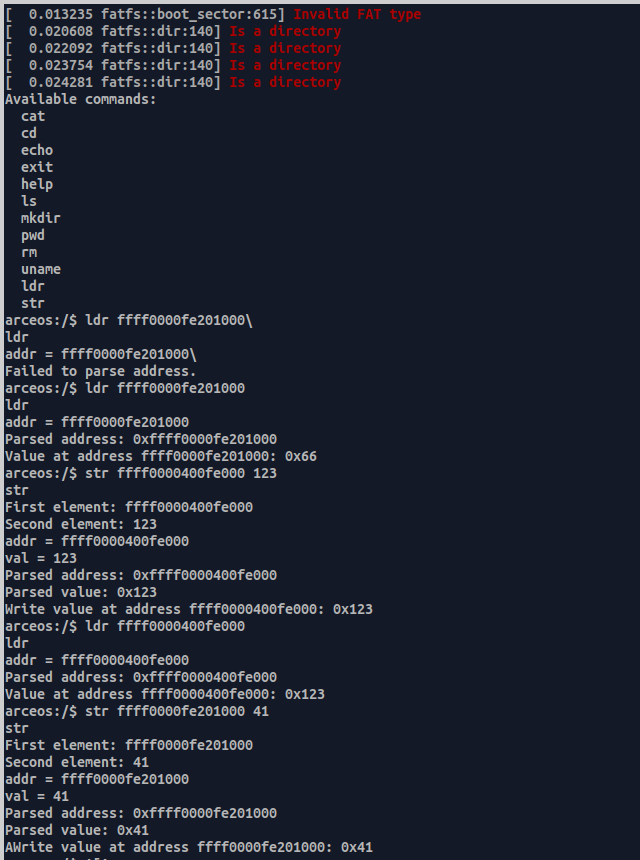 [  0.013235 fatfs::boot_sector:615] Invalid FAT type
[  0.020608 fatfs::dir:140] Is a directory
[  0.022092 fatfs::dir:140] Is a directory
[  0.023754 fatfs::dir:140] Is a directory
[  0.024281 fatfs::dir:140] Is a directory
Available commands:
  cat
  cd
  echo
  exit
  help
  ls
  mkdir
  pwd
  rm
  uname
  ldr
  str
arceos:/$ ldr ffff0000fe201000\
ldr
addr = ffff0000fe201000\
Failed to parse address.
arceos:/$ ldr ffff0000fe201000
ldr
addr = ffff0000fe201000
Parsed address: 0xffff0000fe201000
Value at address ffff0000fe201000: 0x66
arceos:/$ str ffff0000400fe000 123
str
First element: ffff0000400fe000
Second element: 123
addr = ffff0000400fe000
val = 123
Parsed address: 0xffff0000400fe000
Parsed value: 0x123
Write value at address ffff0000400fe000: 0x123
arceos:/$ ldr ffff0000400fe000
ldr
addr = ffff0000400fe000
Parsed address: 0xffff0000400fe000
Value at address ffff0000400fe000: 0x123
arceos:/$ str ffff0000fe201000 41
str
First element: ffff0000fe201000
Second element: 41
addr = ffff0000fe201000
val = 41
Parsed address: 0xffff0000fe201000
Parsed value: 0x41
AWrite value at address ffff0000fe201000: 0x41